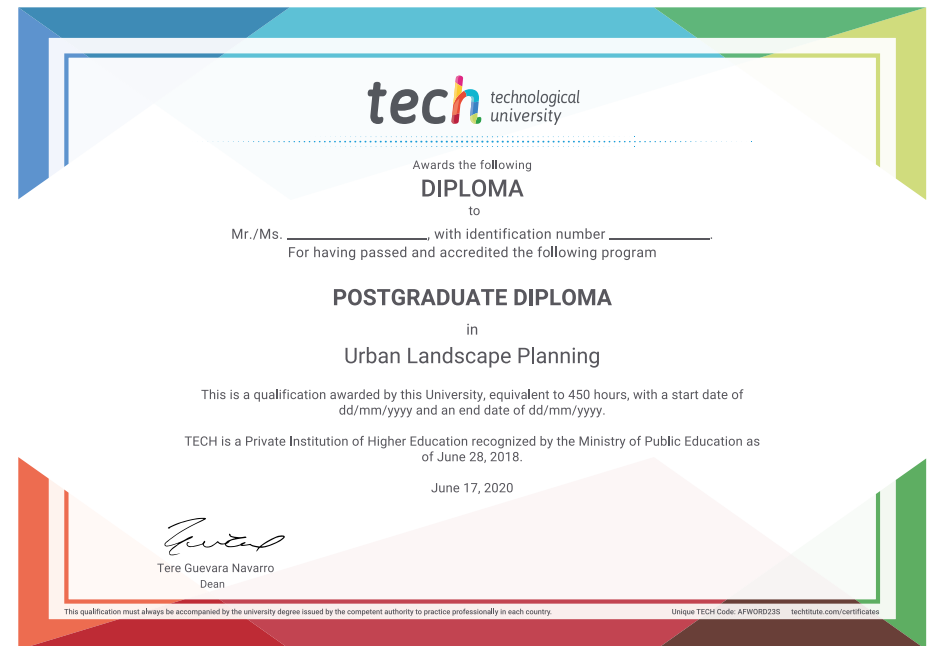 tech technological
university
Awards the following
DIPLOMA
to
Mr./Ms. ____________________, with identification number ______________.
For having passed and accredited the following program
POSTGRADUATE DIPLOMA
in
Urban Landscape Planning
This is a qualification awarded by this University, equivalent to 450 hours, with a start date of
dd/mm/yyyy and an end date of dd/mm/yyyy.
TECH is a Private Institution of Higher Education recognized by the Ministry of Public Education as
of June 28, 2018.
June 17, 2020
Tere Guevara Navarro
Dean
This qualification must always be accompanied by the university degree issued by the competent authority to practice professionally in each country.
Unique TECH Code: AFWORD23S techtitute.com/certificates